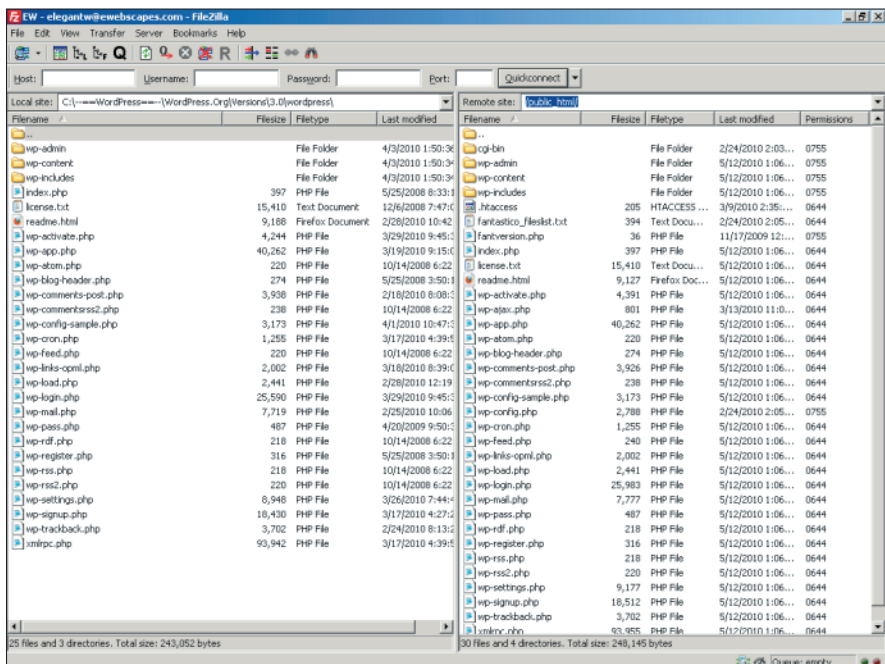 EW - elegantw@ewebscapes.com - FileZilla
File Edit View Transfer Server Bookmarks Help
Host: Username: Password: Port: Quickconnect
Local site: C:\--==WordPress==--\WordPress.Org\Versions\3.0\wordpress\
Filename Filesize Filetype Last modified
..
wp-admin File Folder 4/3/2010 1:50:36
wp-content File Folder 4/3/2010 1:50:34
wp-includes File Folder 4/3/2010 1:50:34
index.php 397 PHP File 5/25/2008 8:33:1
license.txt 15,410 Text Document 12/6/2008 7:47:0
readme.html 9,188 Firefox Document 2/28/2010 10:42
wp-activate.php 4,244 PHP File 3/29/2010 9:45:
wp-app.php 40,262 PHP File 3/19/2010 9:15:0
wp-atom.php 220 PHP File 10/14/2008 6:22
wp-blog-header.php 274 PHP File 5/25/2008 3:50:1
wp-comments-post.php 3,938 PHP File 2/18/2010 8:08:
wp-commentsrss2.php 238 PHP File 10/14/2008 6:22
wp-config-sample.php 3,173 PHP File 4/1/2010 10:47:
wp-cron.php 1,255 PHP File 3/17/2010 4:39:5
wp-feed.php 220 PHP File 10/14/2008 6:22
wp-links-opml.php 2,002 PHP File 3/18/2010 8:39:0
wp-load.php 2,441 PHP File 2/28/2010 12:19
wp-login.php 25,590 PHP File 3/29/2010 9:45:
wp-mail.php 7,719 PHP File 2/25/2010 10:06
wp-pass.php 487 PHP File 4/20/2009 9:50:
wp-rdf.php 218 PHP File 10/14/2008 6:22
wp-register.php 316 PHP File 5/25/2008 3:50:1
wp-rss.php 218 PHP File 10/14/2008 6:22
wp-rss2.php 220 PHP File 10/14/2008 6:22
wp-settings.php 8,948 PHP File 3/26/2010 7:44:
wp-signup.php 18,430 PHP File 3/17/2010 4:27:2
wp-trackback.php 3,702 PHP File 2/24/2010 8:13:2
xmlrpc.php 93,942 PHP File 3/17/2010 4:39:5
25 files and 3 directories. Total size: 243,052 bytes
Remote site: /public_html/
Filename Filesize Filetype Last modified Permissions
..
cgi-bin File Folder 2/24/2010 2:03... 0755
wp-admin File Folder 5/12/2010 1:06... 0755
wp-content File Folder 5/12/2010 1:06... 0755
wp-includes File Folder 5/12/2010 1:06... 0755
.htaccess 205 HTACCESS ... 3/9/2010 2:35:... 0644
fantastico_fileslist.txt 394 Text Docu... 2/24/2010 2:05... 0644
fantversion.php 36 PHP File 11/17/2009 12:... 0755
index.php 397 PHP File 5/12/2010 1:06... 0644
license.txt 15,410 Text Docu... 5/12/2010 1:06... 0644
readme.html 9,127 Firefox Doc... 5/12/2010 1:06... 0644
wp-activate.php 4,391 PHP File 5/12/2010 1:06... 0644
wp-ajax.php 801 PHP File 3/13/2010 11:0... 0644
wp-app.php 40,262 PHP File 5/12/2010 1:06... 0644
wp-atom.php 220 PHP File 5/12/2010 1:06... 0644
wp-blog-header.php 274 PHP File 5/12/2010 1:06... 0644
wp-comments-post.php 3,926 PHP File 5/12/2010 1:06... 0644
wp-commentsrss2.php 238 PHP File 5/12/2010 1:06... 0644
wp-config-sample.php 3,173 PHP File 5/12/2010 1:06... 0644
wp-config.php 2,788 PHP File 2/24/2010 2:05... 0755
wp-cron.php 1,255 PHP File 5/12/2010 1:06... 0644
wp-feed.php 240 PHP File 5/12/2010 1:06... 0644
wp-links-opml.php 2,002 PHP File 5/12/2010 1:06... 0644
wp-load.php 2,441 PHP File 5/12/2010 1:06... 0644
wp-login.php 25,983 PHP File 5/12/2010 1:06... 0644
wp-mail.php 7,777 PHP File 5/12/2010 1:06... 0644
wp-pass.php 487 PHP File 5/12/2010 1:06... 0644
wp-rdf.php 218 PHP File 5/12/2010 1:06... 0644
wp-register.php 316 PHP File 5/12/2010 1:06... 0644
wp-rss.php 218 PHP File 5/12/2010 1:06... 0644
wp-rss2.php 220 PHP File 5/12/2010 1:06... 0644
wp-settings.php 9,177 PHP File 5/12/2010 1:06... 0644
wp-signup.php 18,512 PHP File 5/12/2010 1:06... 0644
wp-trackback.php 3,702 PHP File 5/12/2010 1:06... 0644
xmlrpc.php 93,955 PHP File 5/12/2010 1:06... 0644
30 files and 4 directories. Total size: 248,145 bytes
Queue: empty